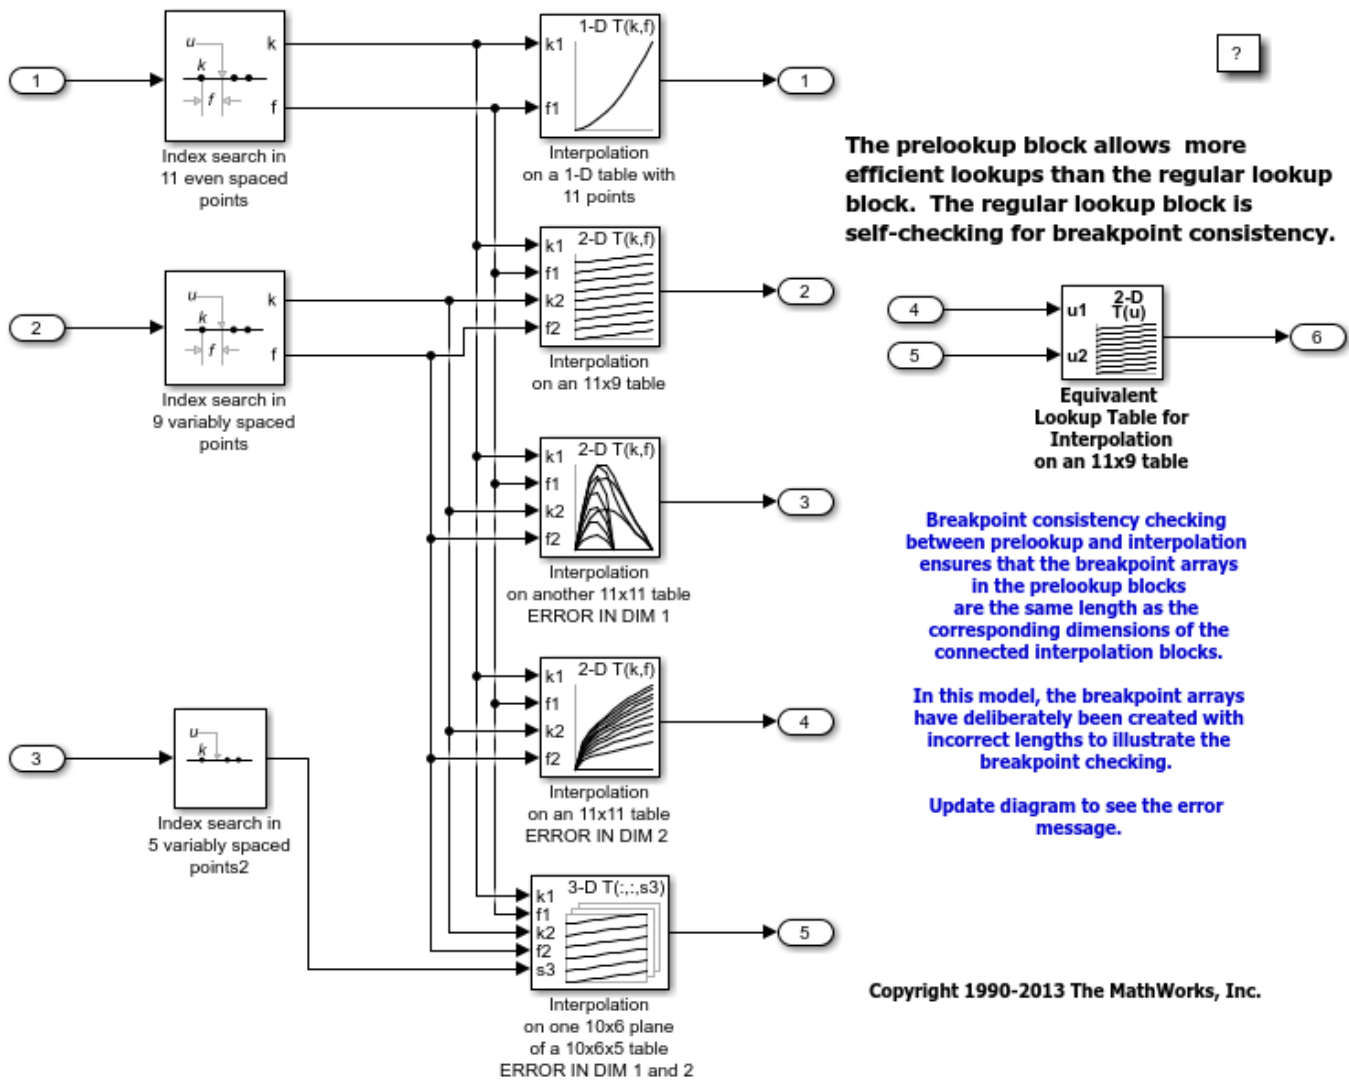 1
u
k
f
k
f
Index search in
11 even spaced
points
1-D T(k,f)
k1
f1
Interpolation
on a 1-D table with
11 points
1
?
The prelookup block allows  more
efficient lookups than the regular lookup
block.  The regular lookup block is
self-checking for breakpoint consistency.
2
u
k
f
k
f
Index search in
9 variably spaced
points
2-D T(k,f)
k1
f1
k2
f2
Interpolation
on an 11x9 table
2
4
5
u1
u2
2-D
T(u)
6
Equivalent
Lookup Table for
Interpolation
on an 11x9 table
2-D T(k,f)
k1
f1
k2
f2
Interpolation
on another 11x11 table
ERROR IN DIM 1
3
Breakpoint consistency checking
between prelookup and interpolation
ensures that the breakpoint arrays
in the prelookup blocks
are the same length as the
corresponding dimensions of the
connected interpolation blocks.
In this model, the breakpoint arrays
have deliberately been created with
incorrect lengths to illustrate the
breakpoint checking.
Update diagram to see the error
message.
2-D T(k,f)
k1
f1
k2
f2
Interpolation
on an 11x11 table
ERROR IN DIM 2
4
3
u
k
Index search in
5 variably spaced
points2
3-D T(:,:,s3)
k1
f1
k2
f2
s3
Interpolation
on one 10x6 plane
of a 10x6x5 table
ERROR IN DIM 1 and 2
5
Copyright 1990-2013 The MathWorks, Inc.